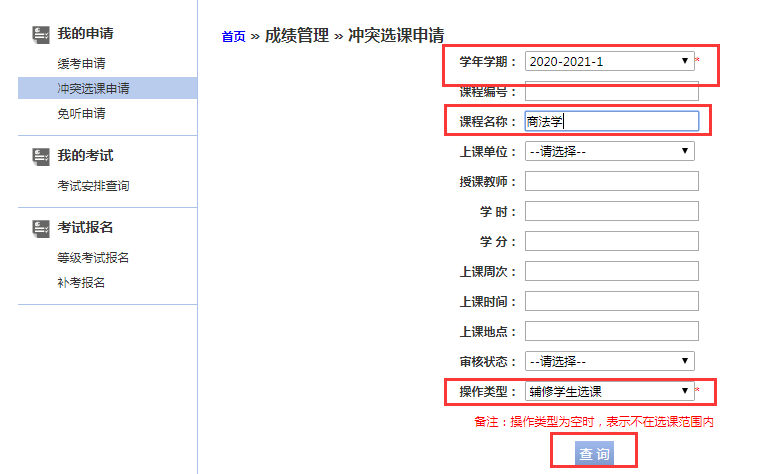 我的申请
缓考申请
冲突选课申请
免听申请
我的考试
考试安排查询
考试报名
等级考试报名
补考报名
首页 » 成绩管理 » 冲突选课申请
学年学期： 2020-2021-1 *
课程编号：
课程名称： 商法学
上课单位： --请选择--
授课教师：
学 时：
学 分：
上课周次：
上课时间：
上课地点：
审核状态： --请选择--
操作类型： 辅修学生选课 *
备注：操作类型为空时，表示不在选课范围内
查 询